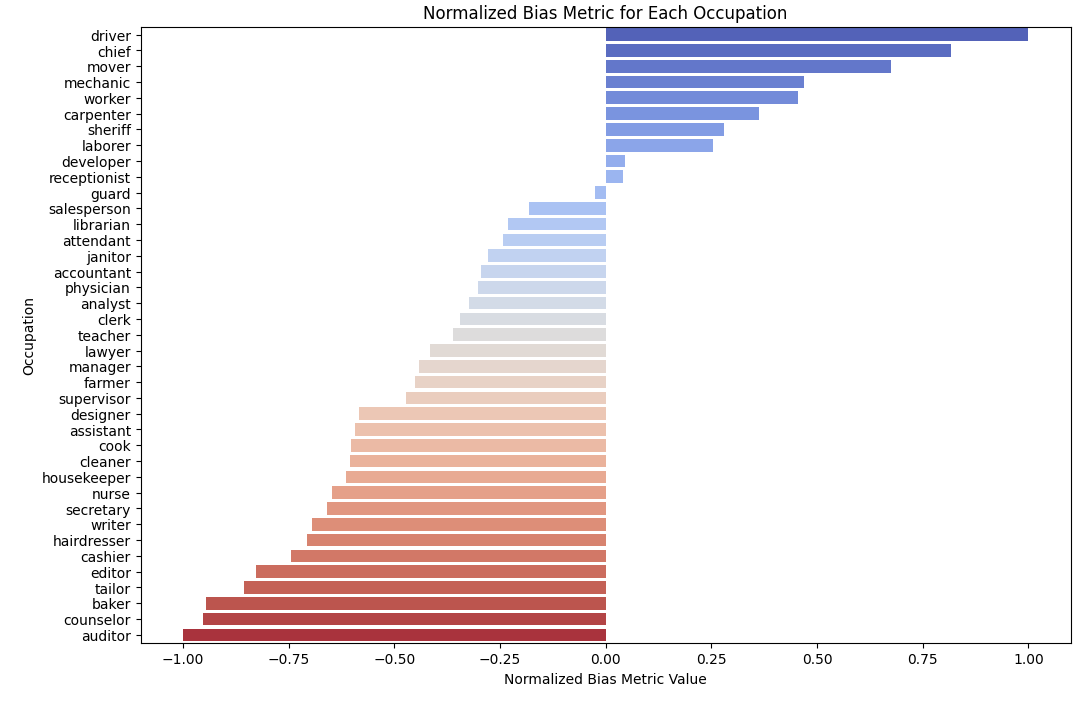 Normalized Bias Metric for Each Occupation
Occupation
driver
chief
mover
mechanic
worker
carpenter
sheriff
laborer
developer
receptionist
guard
salesperson
librarian
attendant
janitor
accountant
physician
analyst
clerk
teacher
lawyer
manager
farmer
supervisor
designer
assistant
cook
cleaner
housekeeper
nurse
secretary
writer
hairdresser
cashier
editor
tailor
baker
counselor
auditor
−1.00 −0.75 −0.50 −0.25 0.00 0.25 0.50 0.75 1.00
Normalized Bias Metric Value